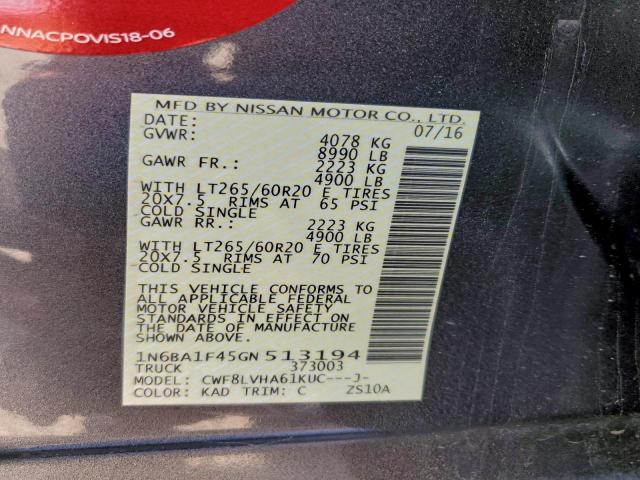 NNACPOVIS18-06
MFD BY NISSAN MOTOR CO., LTD.
DATE: 07/16
GVWR: 4078 KG
8990 LB
GAWR FR.: 2223 KG
4900 LB
WITH LT265/60R20 E TIRES
20X7.5 RIMS AT 65 PSI
COLD SINGLE
GAWR RR.: 2223 KG
4900 LB
WITH LT265/60R20 E TIRES
20X7.5 RIMS AT 70 PSI
COLD SINGLE
THIS VEHICLE CONFORMS TO
ALL APPLICABLE FEDERAL
MOTOR VEHICLE SAFETY
STANDARDS IN EFFECT ON
THE DATE OF MANUFACTURE
SHOWN ABOVE.
1N6BA1F45GN513194
TRUCK 373003
MODEL: CWF8LVHA61KUC---J-
COLOR: KAD TRIM: C ZS10A